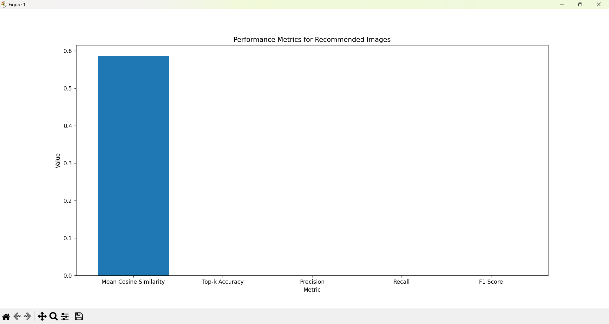 Figure 1
Performance Metrics for Recommended Images
0.6
0.5
0.4
0.3
0.2
0.1
0.0
Value
Mean Cosine Similarity Top-k Accuracy Precision Recall F1 Score
Metric